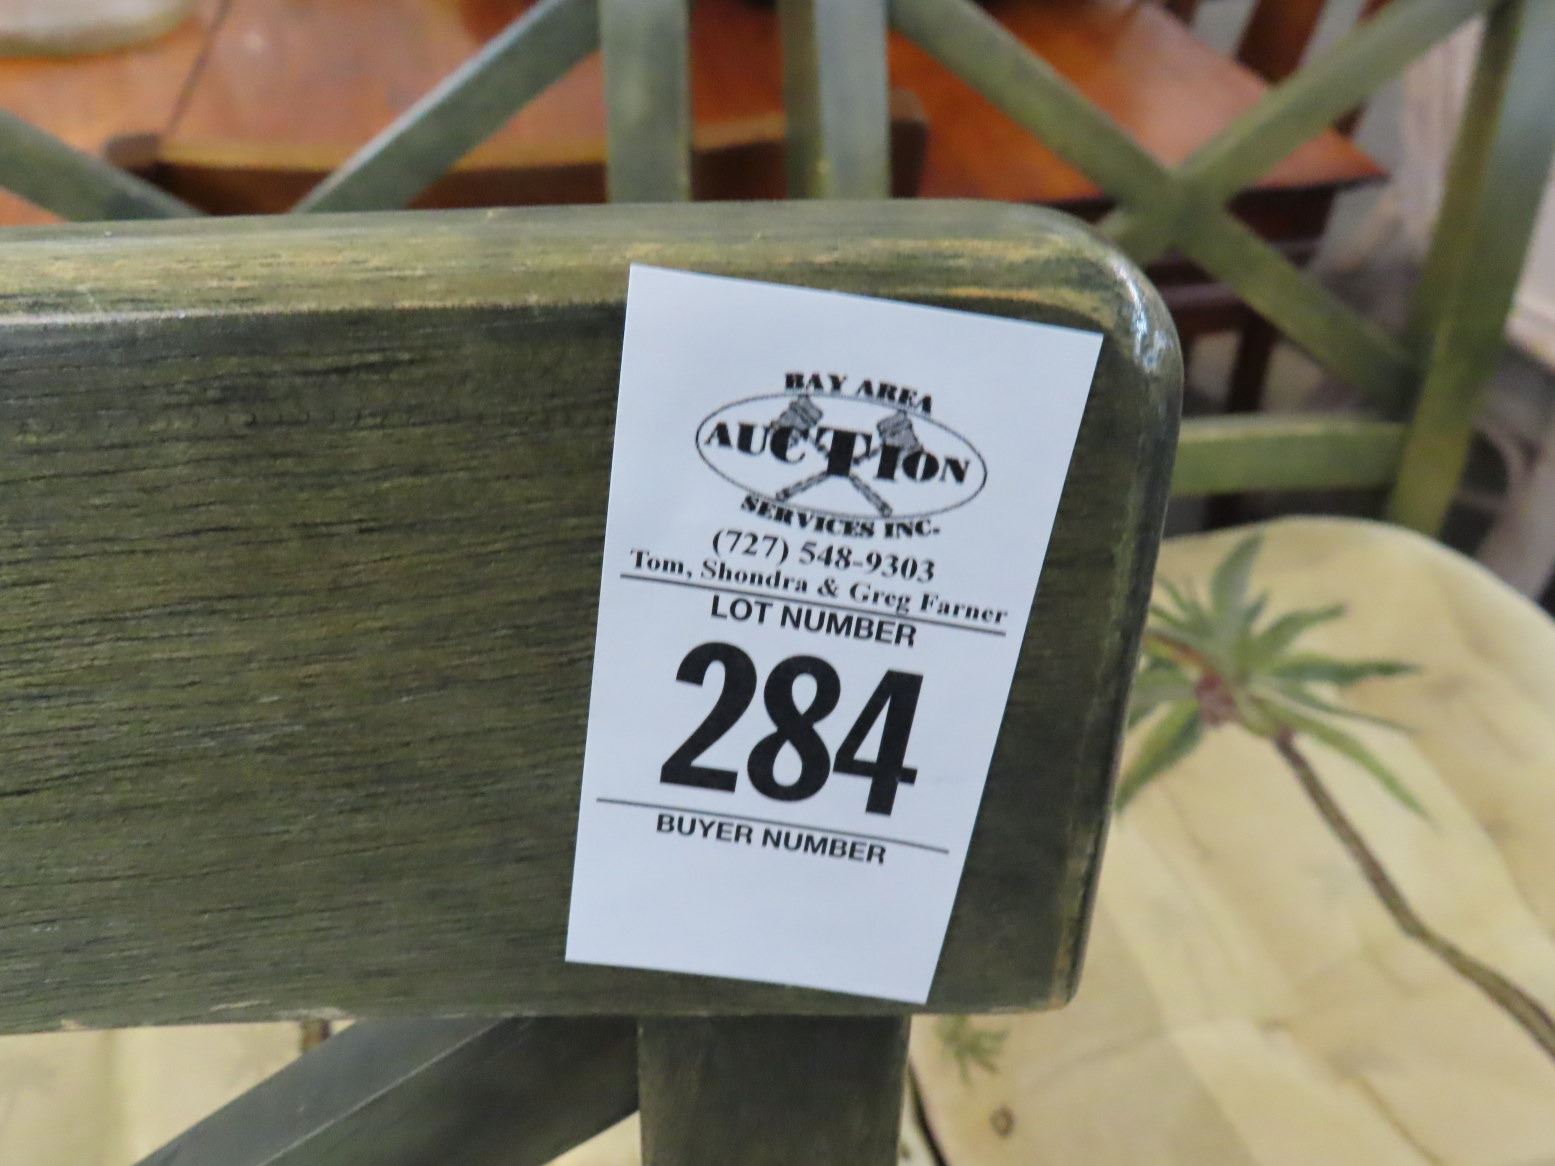 BAY AREA
AUCTION
SERVICES INC.
(727) 548-9303
Tom, Shondra & Greg Farner
LOT NUMBER
284
BUYER NUMBER